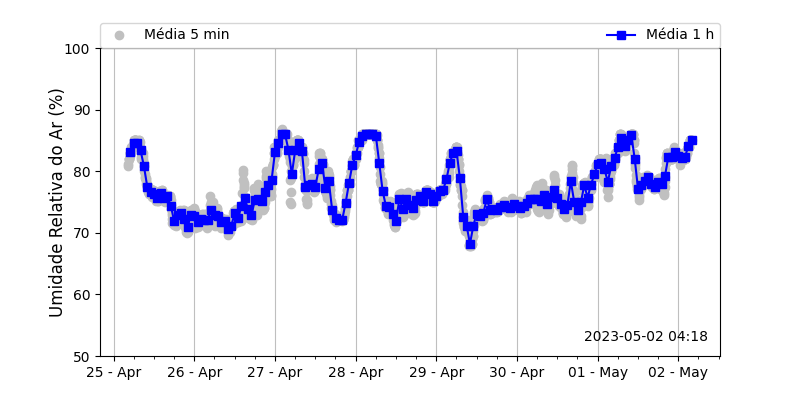 Média 5 min
Média 1 h
Umidade Relativa do Ar (%)
100
90
80
70
60
50
2023-05-02 04:18
25 - Apr
26 - Apr
27 - Apr
28 - Apr
29 - Apr
30 - Apr
01 - May
02 - May